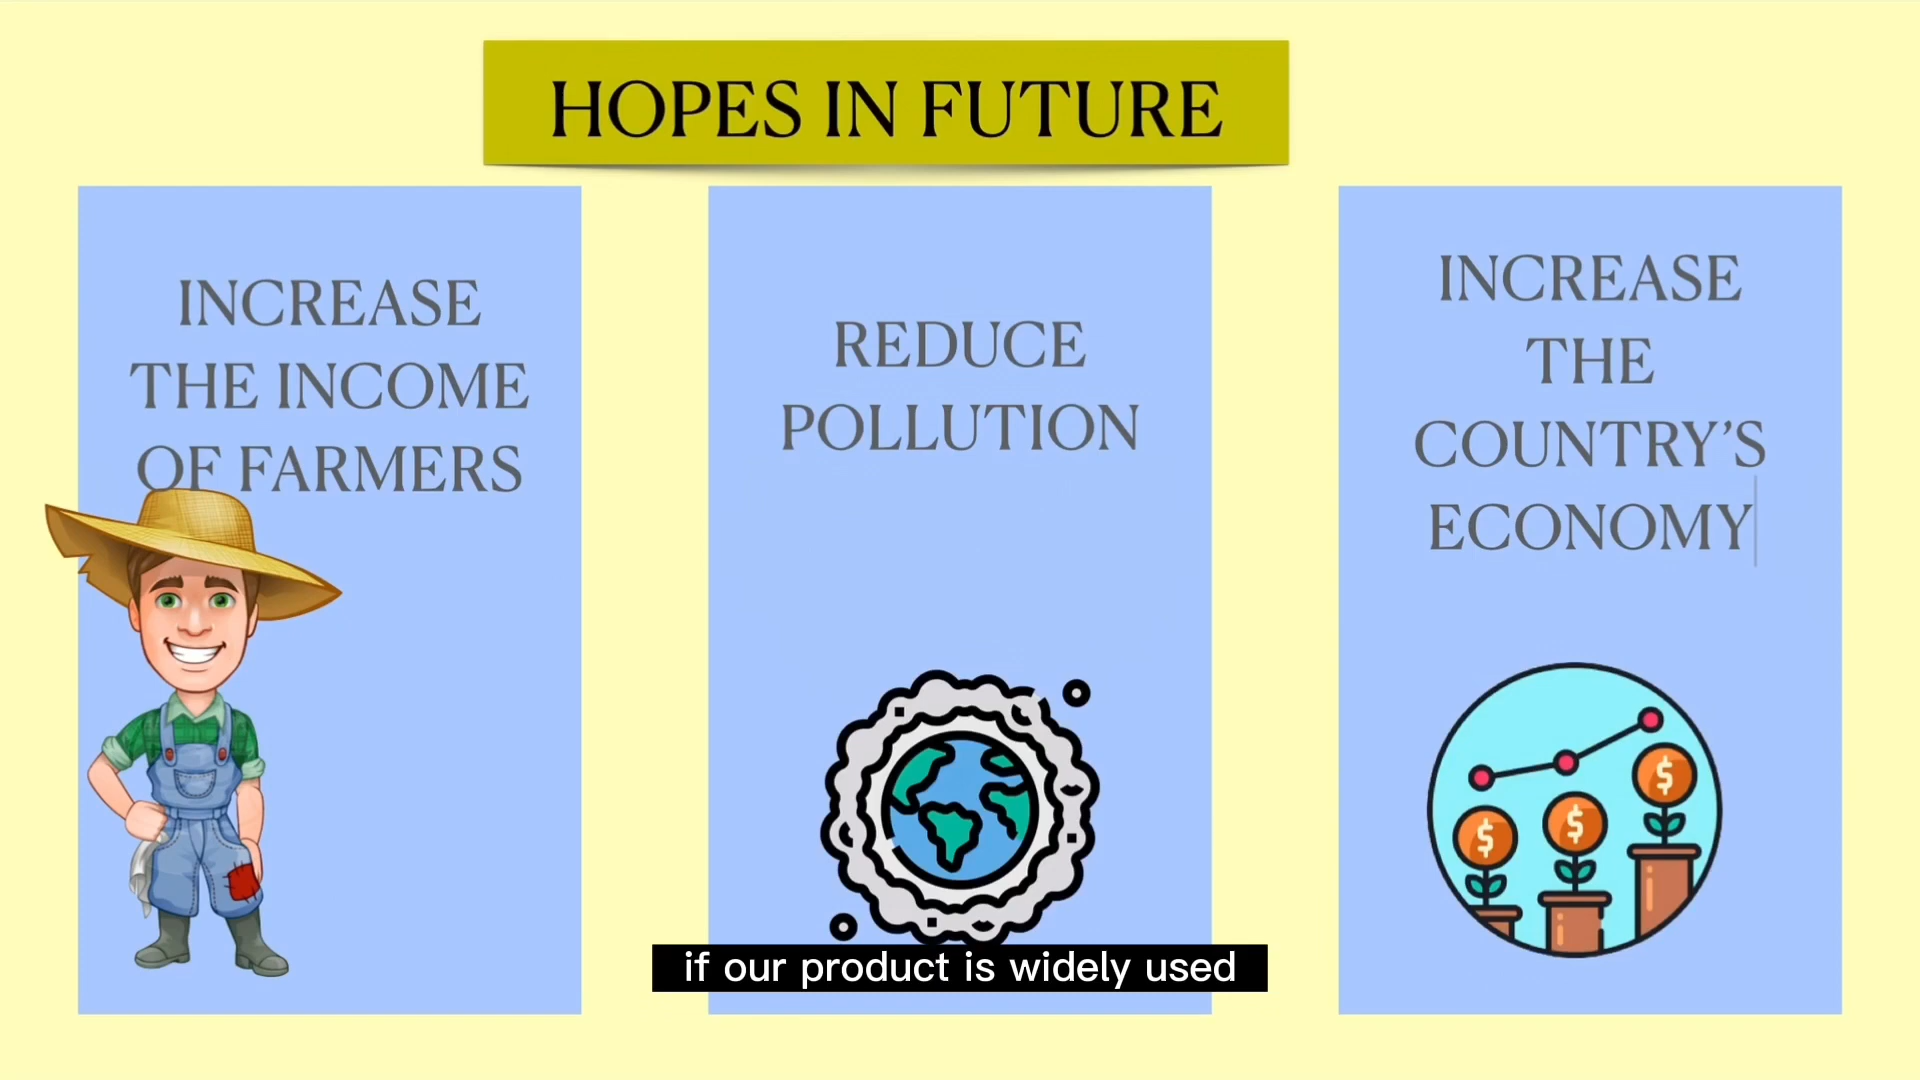 HOPES IN FUTURE
INCREASE
THE INCOME
OF FARMERS
REDUCE
POLLUTION
INCREASE
THE
COUNTRY’S
ECONOMY
$
$
$
if our product is widely used